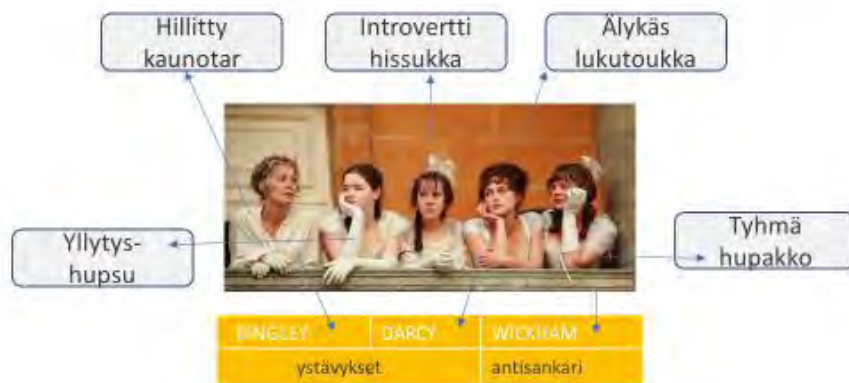 Hillitty
kaunotar
Introvertti
hissukka
Älykäs
lukutoukka
Yllytys-
hupsu
Tyhmä
hupakko
BINGLEY
DARCY
WICKHAM
ystävykset
antisankari